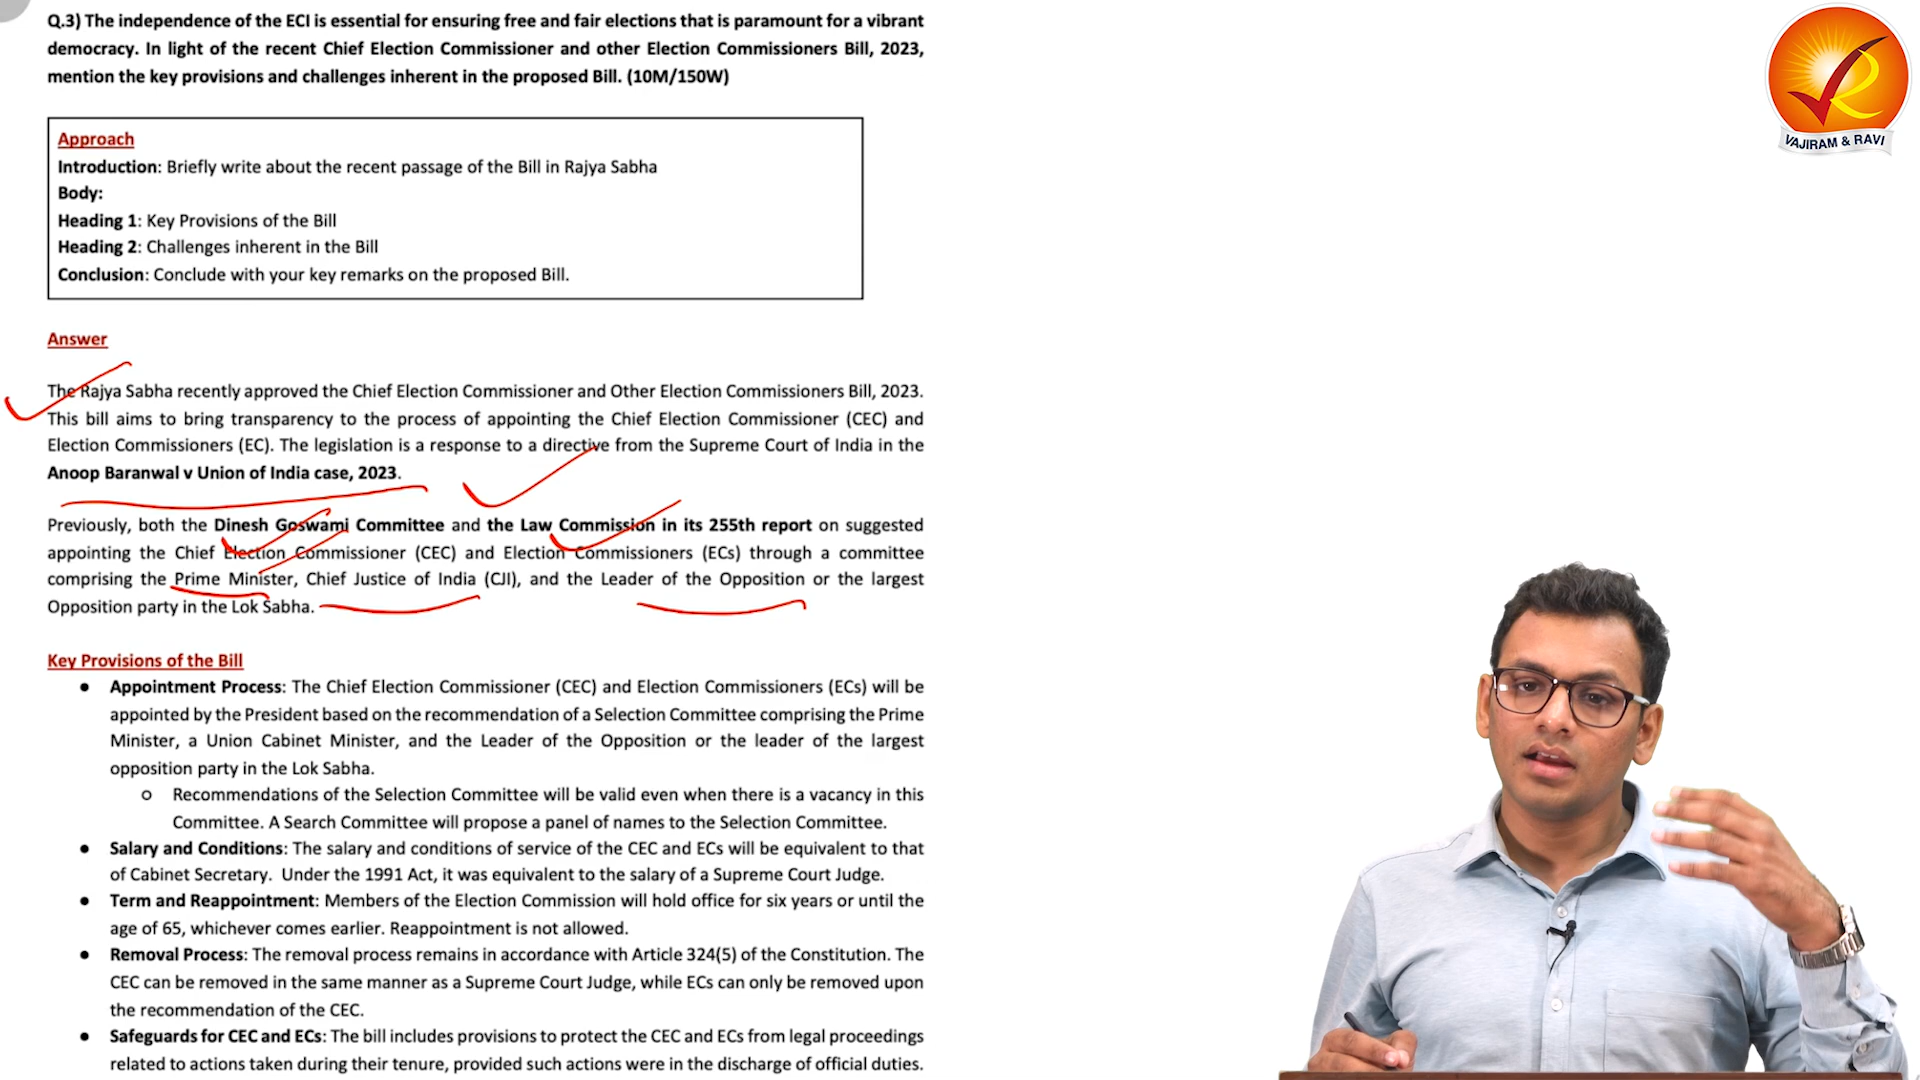 Q.3) The independence of the ECI is essential for ensuring free and fair elections that is paramount for a vibrant
democracy. In light of the recent Chief Election Commissioner and other Election Commissioners Bill, 2023,
mention the key provisions and challenges inherent in the proposed Bill. (10M/150W)
Approach
Introduction: Briefly write about the recent passage of the Bill in Rajya Sabha
Body:
Heading 1: Key Provisions of the Bill
Heading 2: Challenges inherent in the Bill
Conclusion: Conclude with your key remarks on the proposed Bill.
Answer
The Rajya Sabha recently approved the Chief Election Commissioner and Other Election Commissioners Bill, 2023.
This bill aims to bring transparency to the process of appointing the Chief Election Commissioner (CEC) and
Election Commissioners (EC). The legislation is a response to a directive from the Supreme Court of India in the
Anoop Baranwal v Union of India case, 2023.
Previously, both the Dinesh Goswami Committee and the Law Commission in its 255th report on suggested
appointing the Chief Election Commissioner (CEC) and Election Commissioners (ECs) through a committee
comprising the Prime Minister, Chief Justice of India (CJI), and the Leader of the Opposition or the largest
Opposition party in the Lok Sabha.
Key Provisions of the Bill
● Appointment Process: The Chief Election Commissioner (CEC) and Election Commissioners (ECs) will be
appointed by the President based on the recommendation of a Selection Committee comprising the Prime
Minister, a Union Cabinet Minister, and the Leader of the Opposition or the leader of the largest
opposition party in the Lok Sabha.
o Recommendations of the Selection Committee will be valid even when there is a vacancy in this
Committee. A Search Committee will propose a panel of names to the Selection Committee.
● Salary and Conditions: The salary and conditions of service of the CEC and ECs will be equivalent to that
of Cabinet Secretary. Under the 1991 Act, it was equivalent to the salary of a Supreme Court Judge.
● Term and Reappointment: Members of the Election Commission will hold office for six years or until the
age of 65, whichever comes earlier. Reappointment is not allowed.
● Removal Process: The removal process remains in accordance with Article 324(5) of the Constitution. The
CEC can be removed in the same manner as a Supreme Court Judge, while ECs can only be removed upon
the recommendation of the CEC.
● Safeguards for CEC and ECs: The bill includes provisions to protect the CEC and ECs from legal proceedings
related to actions taken during their tenure, provided such actions were in the discharge of official duties.
VAJIRAM & RAVI